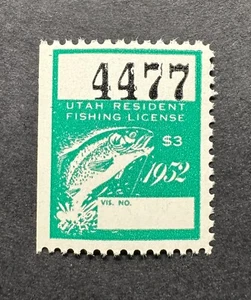 4477
UTAH RESIDENT
FISHING LICENSE
$3
1952
VIS. NO.